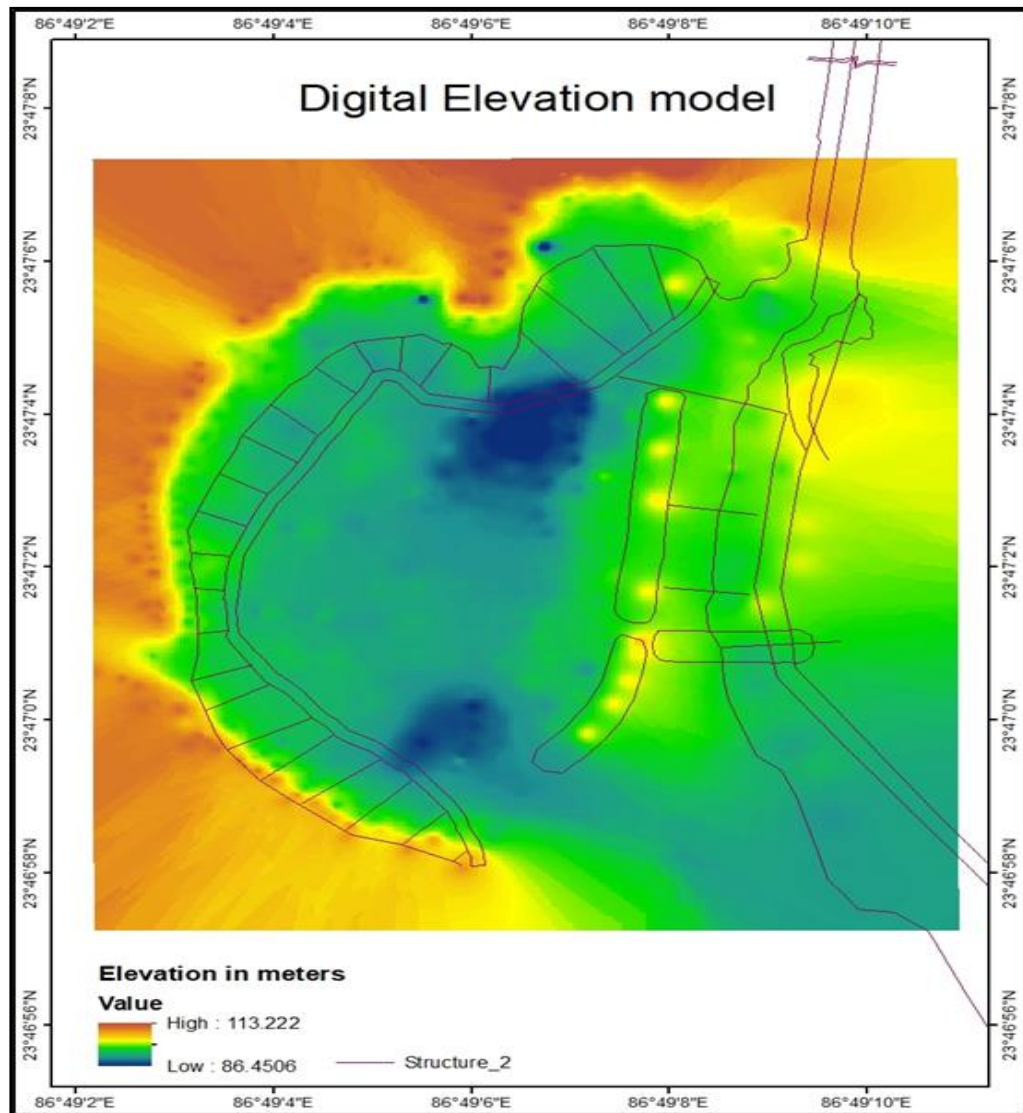 86°49'2"E 86°49'4"E 86°49'6"E 86°49'8"E 86°49'10"E
Digital Elevation model
23°47'8"N 23°47'8"N
23°47'6"N 23°47'6"N
23°47'4"N 23°47'4"N
23°47'2"N 23°47'2"N
23°47'0"N 23°47'0"N
23°46'58"N 23°46'58"N
23°46'56"N 23°46'56"N
Elevation in meters
Value
High : 113.222
Low : 86.4506
Structure_2
86°49'2"E 86°49'4"E 86°49'6"E 86°49'8"E 86°49'10"E